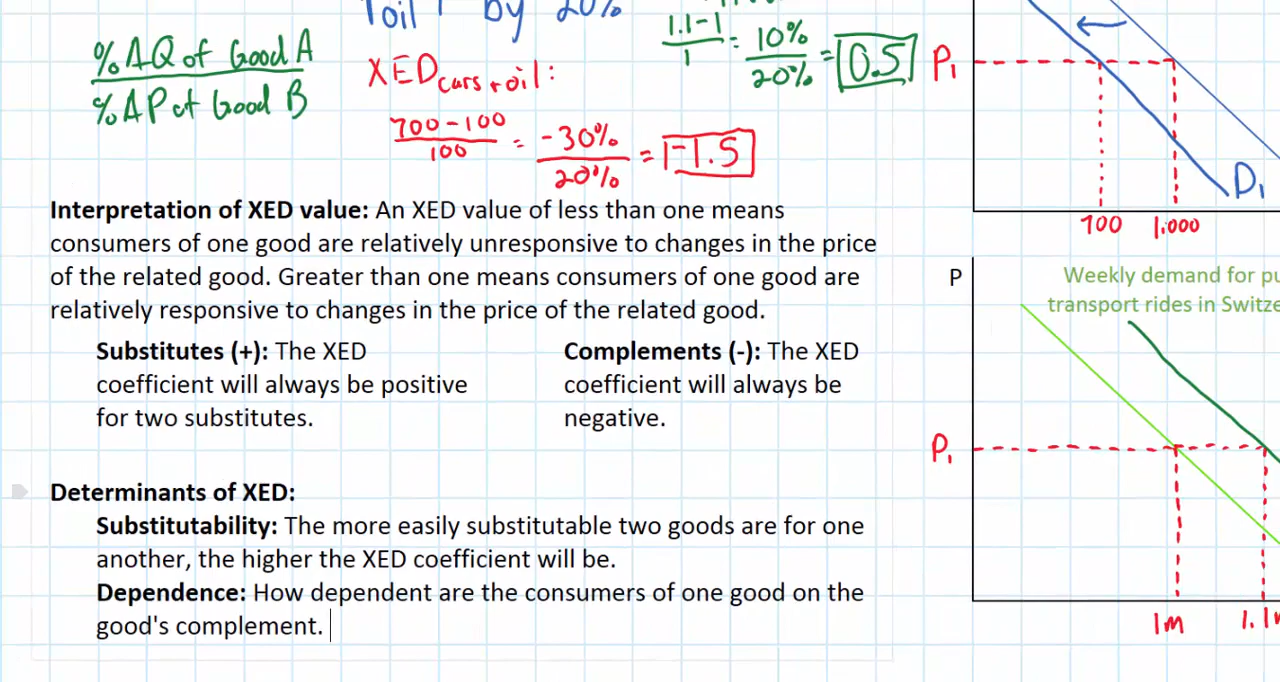 Poil ↑ by 20%
%ΔQ of Good A
%ΔP of Good B
XED cars + oil:
700-100
100
= -30%
20%
= -1.5
1.1-1
1
= 10%
20%
= 0.5
P₁
D₁
700 1,000
Interpretation of XED value: An XED value of less than one means
consumers of one good are relatively unresponsive to changes in the price
of the related good. Greater than one means consumers of one good are
relatively responsive to changes in the price of the related good.
Substitutes (+): The XED
coefficient will always be positive
for two substitutes.
Complements (-): The XED
coefficient will always be
negative.
Determinants of XED:
Substitutability: The more easily substitutable two goods are for one
another, the higher the XED coefficient will be.
Dependence: How dependent are the consumers of one good on the
good's complement.
P
Weekly demand for
transport rides in
P₁
1m